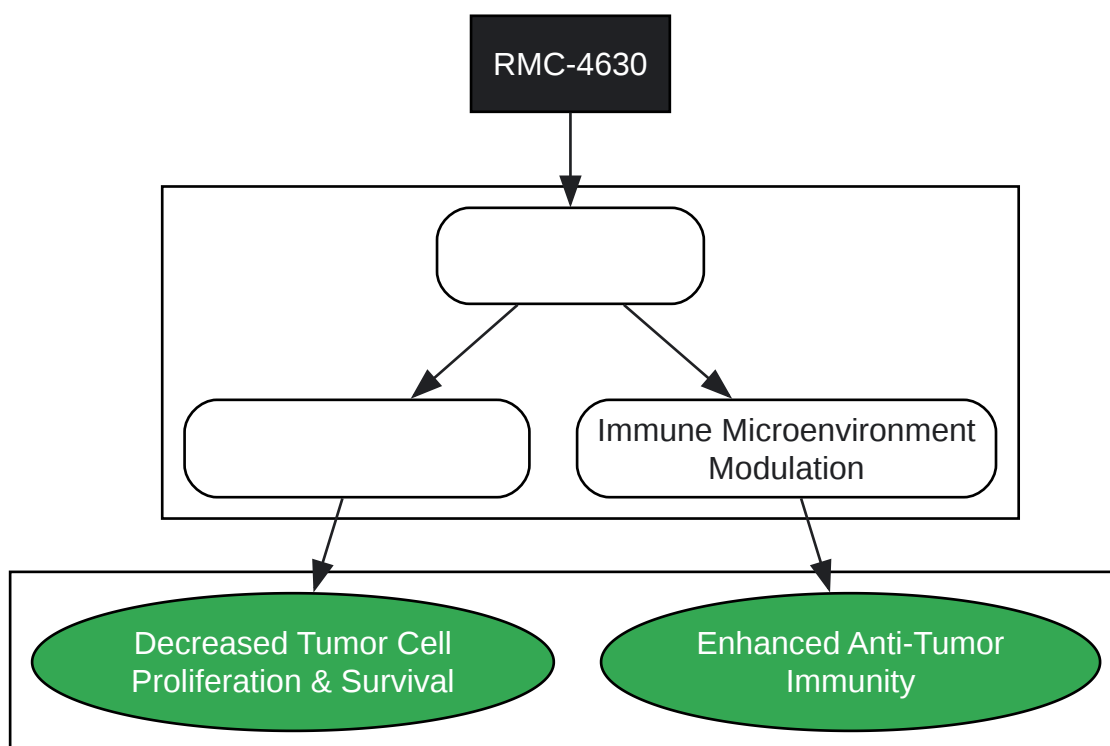 RMC-4630
Immune Microenvironment
Modulation
Decreased Tumor Cell
Proliferation & Survival
Enhanced Anti-Tumor
Immunity